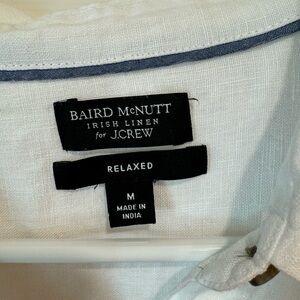 BAIRD McNUTT
IRISH LINEN
for J.CREW
RELAXED
M
MADE IN
INDIA